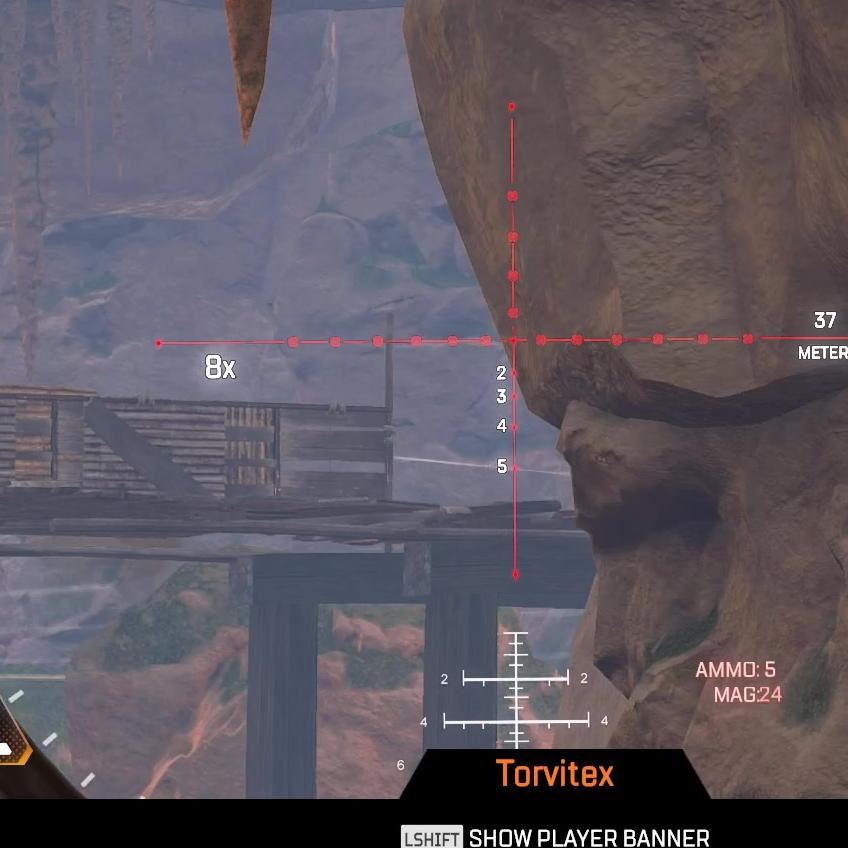 37
METER
8x
2
3
4
5
AMMO: 5
MAG:24
2 2
4 4
6
Torvitex
LSHIFT SHOW PLAYER BANNER